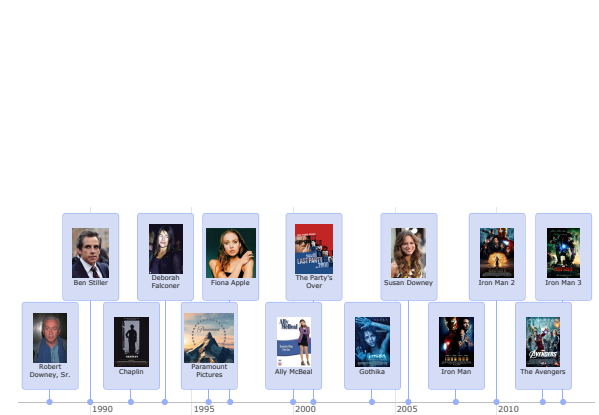 Ben Stiller
Deborah
Falconer
Fiona Apple
The Party's
Over
Susan Downey
Iron Man 2
Iron Man 3
Robert
Downey, Sr.
Chaplin
Paramount
Pictures
Ally McBeal
Gothika
Iron Man
The Avengers
1990
1995
2000
2005
2010